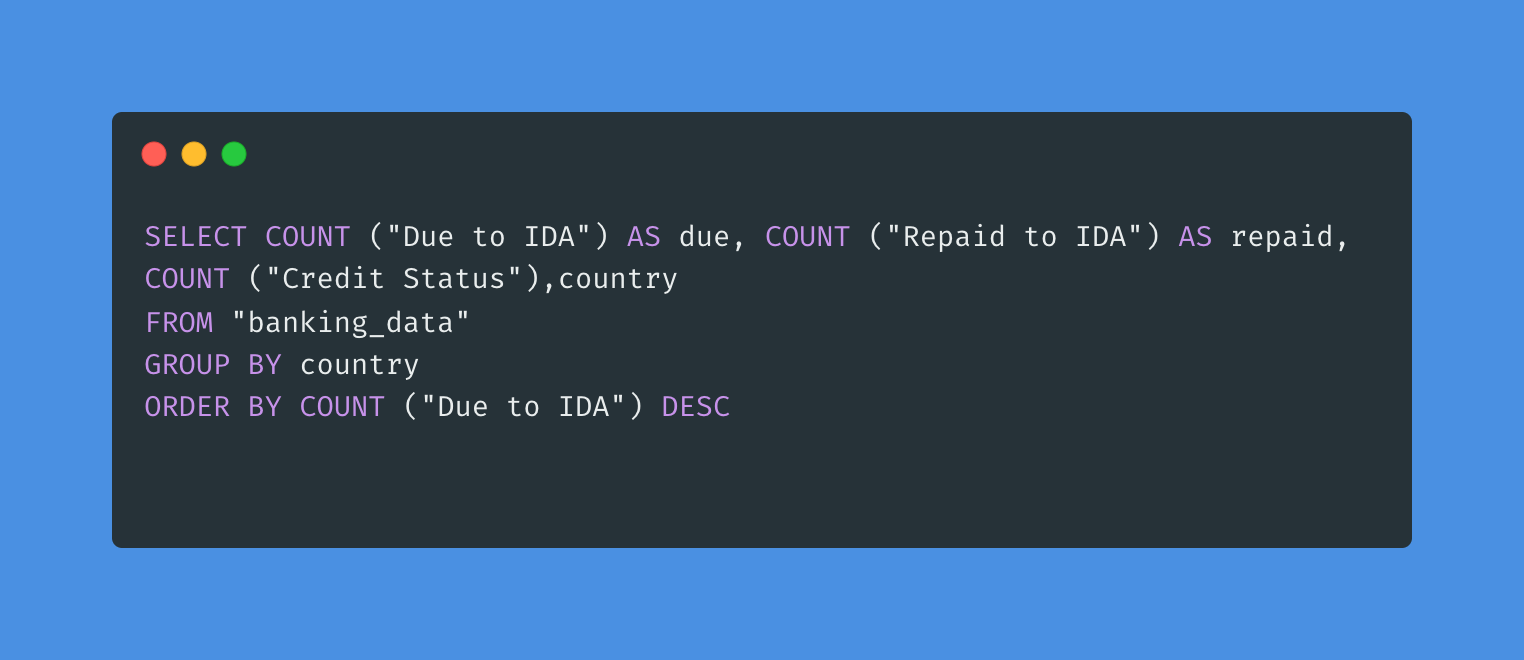 SELECT COUNT ("Due to IDA") AS due, COUNT ("Repaid to IDA") AS repaid,
COUNT ("Credit Status"),country
FROM "banking_data"
GROUP BY country
ORDER BY COUNT ("Due to IDA") DESC